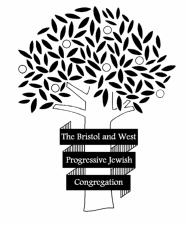 The Bristol and West
Progressive Jewish
Congregation